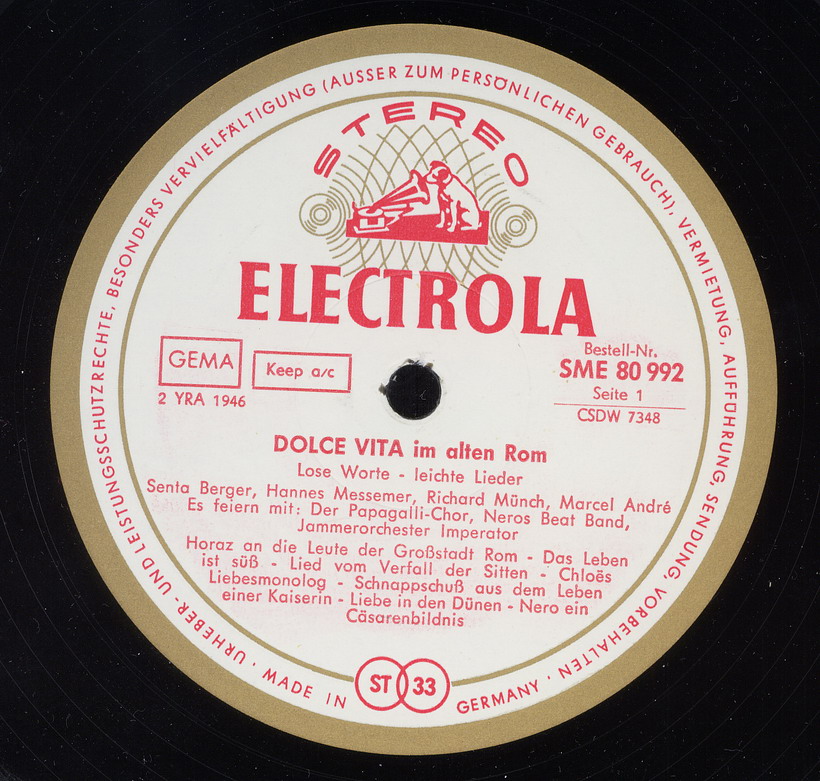 URHEBER- UND LEISTUNGSSCHUTZRECHTE, BESONDERS VERVIELFÄLTIGUNG (AUSSER ZUM PERSÖNLICHEN GEBRAUCH), VERMIETUNG, AUFFÜHRUNG, SENDUNG, VORBEHALTEN ·
STEREO
ELECTROLA
GEMA
Keep a/c
2 YRA 1946
Bestell-Nr.
SME 80 992
Seite 1
CSDW 7348
DOLCE VITA im alten Rom
Lose Worte - leichte Lieder
Senta Berger, Hannes Messemer, Richard Münch, Marcel André
Es feiern mit: Der Papagalli-Chor, Neros Beat Band,
Jammerorchester Imperator
Horaz an die Leute der Großstadt Rom - Das Leben
ist süß - Lied vom Verfall der Sitten - Chloës
Liebesmonolog - Schnappschuß aus dem Leben
einer Kaiserin - Liebe in den Dünen - Nero ein
Cäsarenbildnis
· MADE IN GERMANY ·
ST 33